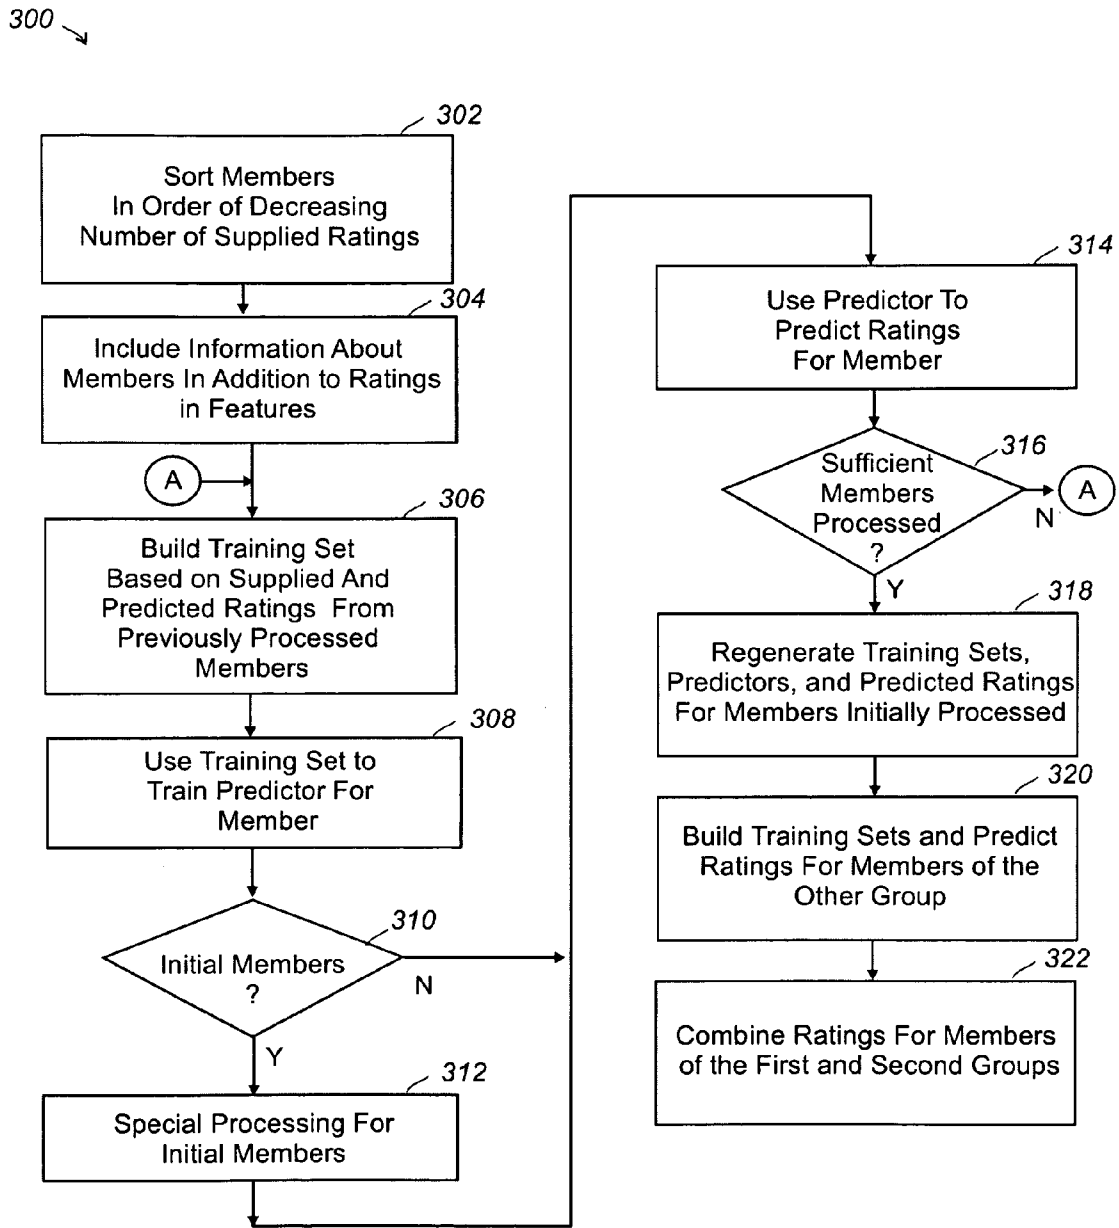 300
302
Sort Members
In Order of Decreasing
Number of Supplied Ratings
304
Include Information About
Members In Addition to Ratings
in Features
A
306
Build Training Set
Based on Supplied And
Predicted Ratings From
Previously Processed
Members
308
Use Training Set to
Train Predictor For
Member
310
Initial Members
?
N
Y
312
Special Processing For
Initial Members
314
Use Predictor To
Predict Ratings
For Member
316
Sufficient
Members
Processed
?
N
A
Y
318
Regenerate Training Sets,
Predictors, and Predicted Ratings
For Members Initially Processed
320
Build Training Sets and Predict
Ratings For Members of the
Other Group
322
Combine Ratings For Members
of the First and Second Groups